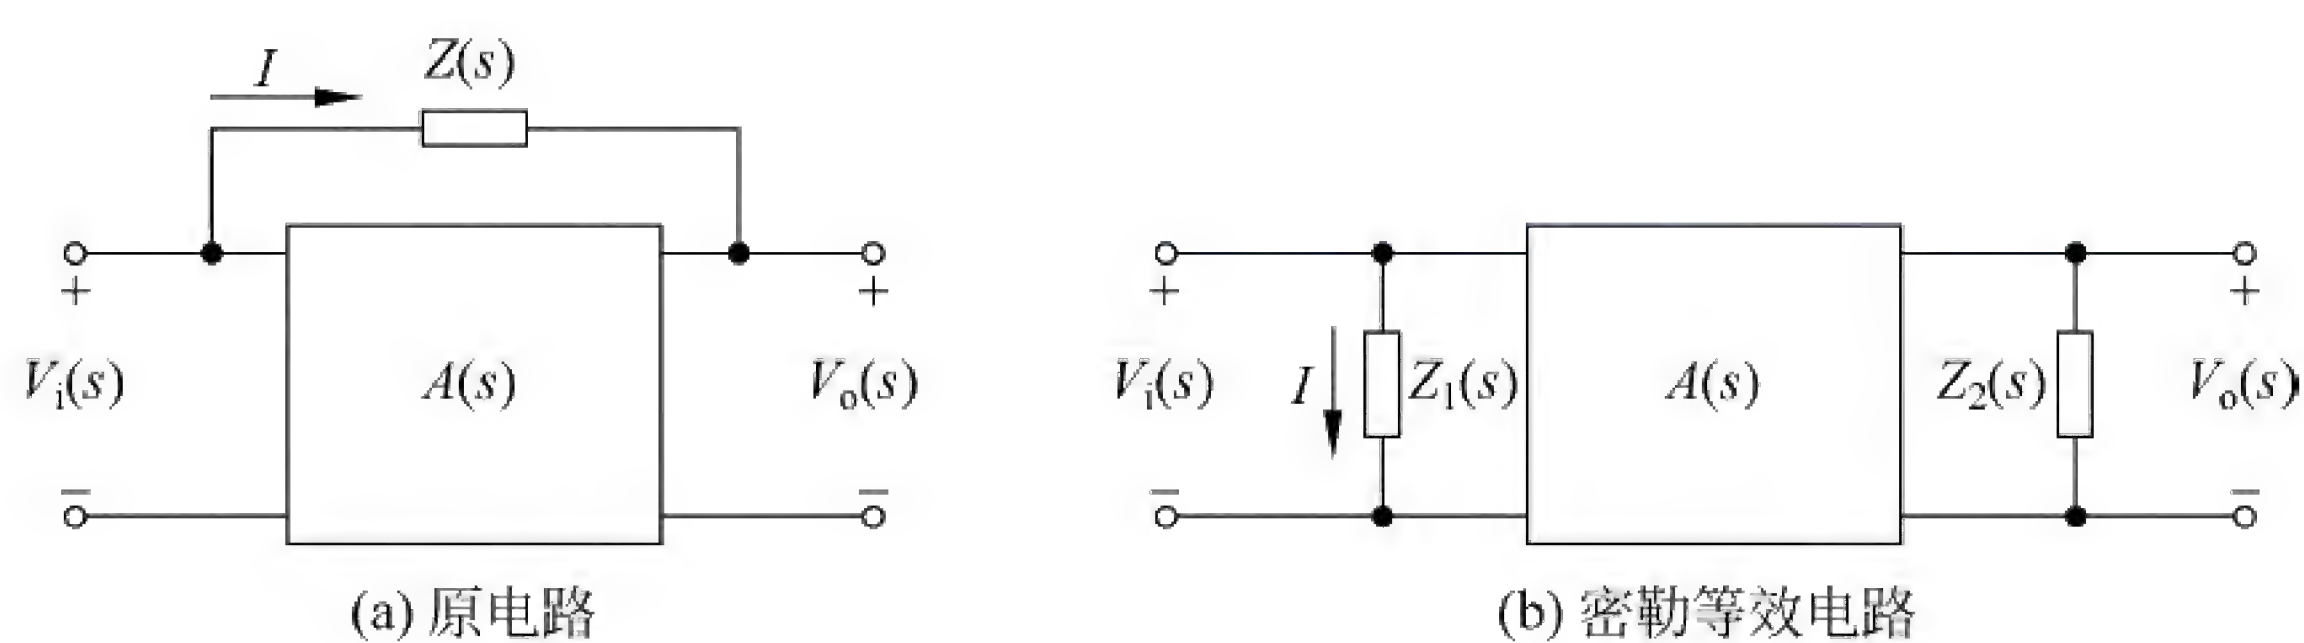 I Z(s)
+ +
Vi(s) A(s) Vo(s)
− −
(a) 原电路
+ +
Vi(s) I Z1(s) A(s) Z2(s) Vo(s)
− −
(b) 密勒等效电路